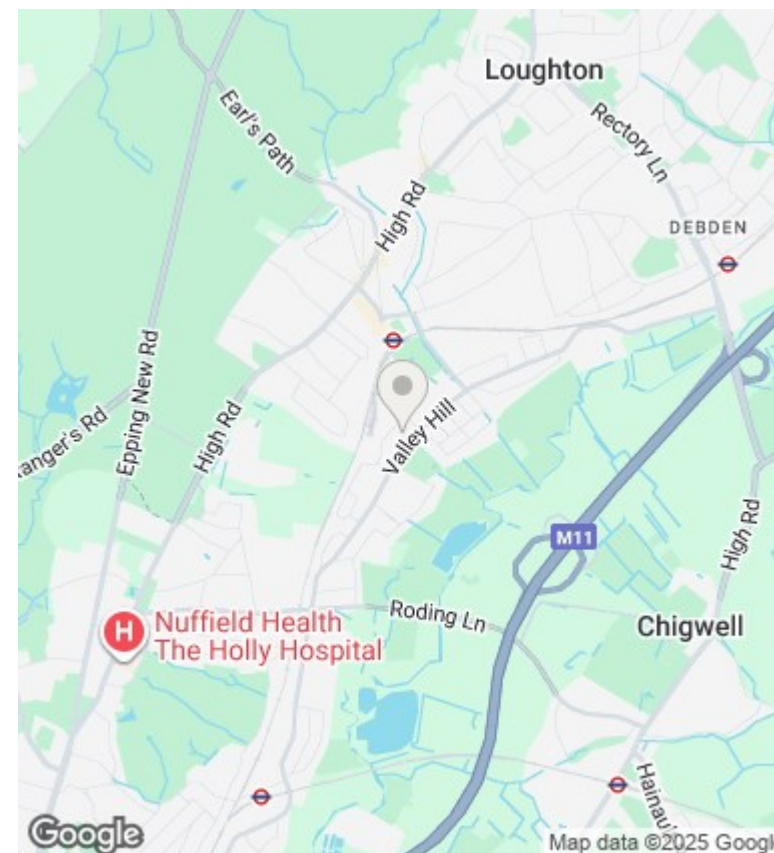 Loughton
Earl's Path
Rectory Ln
High Rd
DEBDEN
Epping New Rd
anger's Rd
High Rd
Valley Hill
M11
High Rd
H
Nuffield Health
The Holly Hospital
Roding Ln
Chigwell
Hainaul
Google
Map data ©2025 Googl